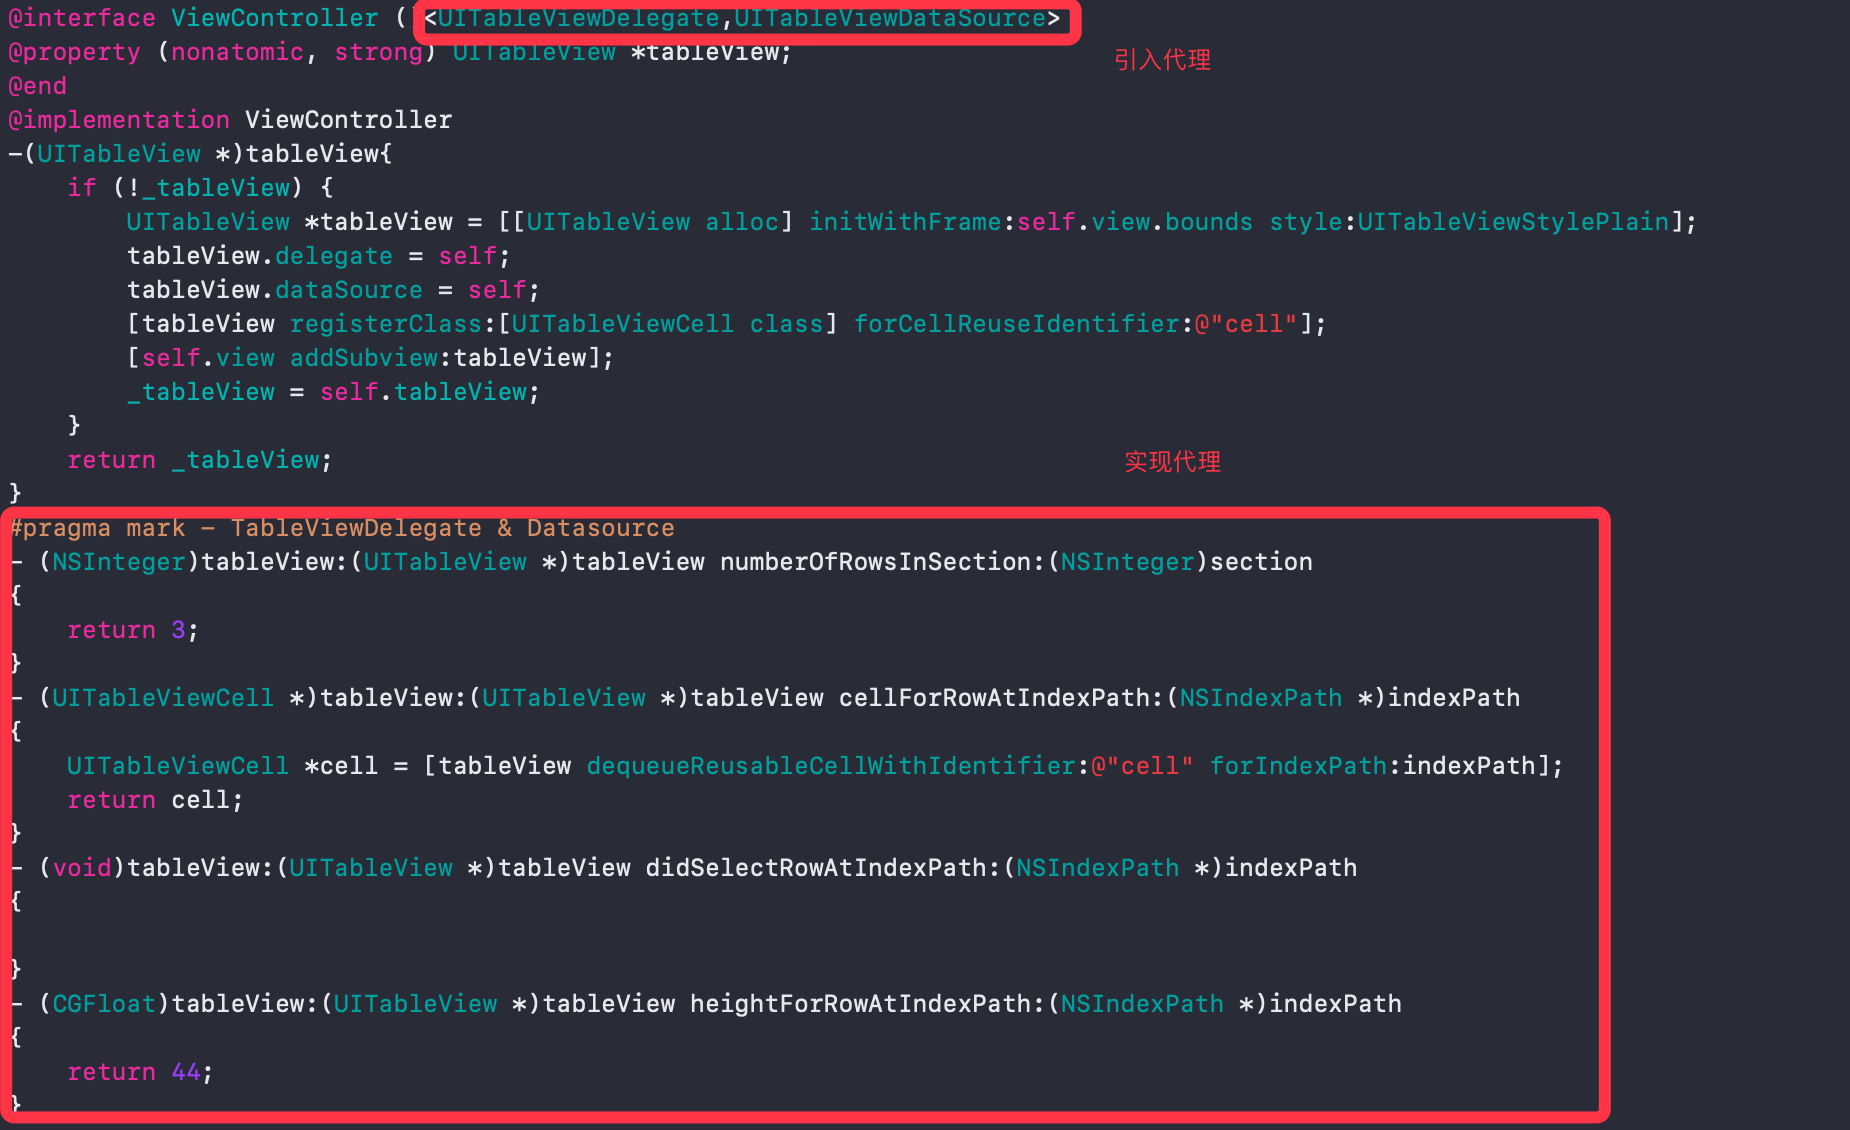 @interface ViewController () <UITableViewDelegate,UITableViewDataSource>
@property (nonatomic, strong) UITableView *tableView;
引入代理
@end
@implementation ViewController
-(UITableView *)tableView{
    if (!_tableView) {
        UITableView *tableView = [[UITableView alloc] initWithFrame:self.view.bounds style:UITableViewStylePlain];
        tableView.delegate = self;
        tableView.dataSource = self;
        [tableView registerClass:[UITableViewCell class] forCellReuseIdentifier:@"cell"];
        [self.view addSubview:tableView];
        _tableView = self.tableView;
    }
    return _tableView;
实现代理
}
#pragma mark - TableViewDelegate & Datasource
- (NSInteger)tableView:(UITableView *)tableView numberOfRowsInSection:(NSInteger)section
{
    return 3;
}
- (UITableViewCell *)tableView:(UITableView *)tableView cellForRowAtIndexPath:(NSIndexPath *)indexPath
{
    UITableViewCell *cell = [tableView dequeueReusableCellWithIdentifier:@"cell" forIndexPath:indexPath];
    return cell;
}
- (void)tableView:(UITableView *)tableView didSelectRowAtIndexPath:(NSIndexPath *)indexPath
{
}
- (CGFloat)tableView:(UITableView *)tableView heightForRowAtIndexPath:(NSIndexPath *)indexPath
{
    return 44;
}